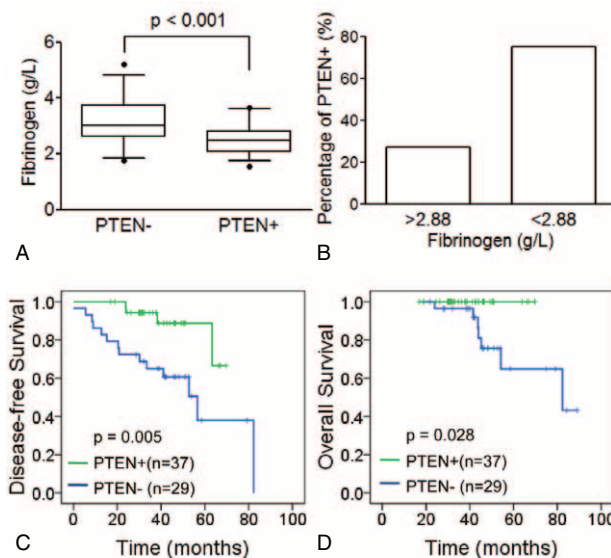 p < 0.001
Fibrinogen (g/L)
6
4
2
0
PTEN-
PTEN+
A
Percentage of PTEN+ (%)
80
60
40
20
0
>2.88
<2.88
Fibrinogen (g/L)
B
Disease-free Survival
1.0
0.8
0.6
0.4
0.2
0.0
p = 0.005
PTEN+(n=37)
PTEN- (n=29)
0 20 40 60 80 100
Time (months)
C
Overall Survival
1.0
0.8
0.6
0.4
0.2
0.0
p = 0.028
PTEN+(n=37)
PTEN- (n=29)
0 20 40 60 80 100
Time (months)
D